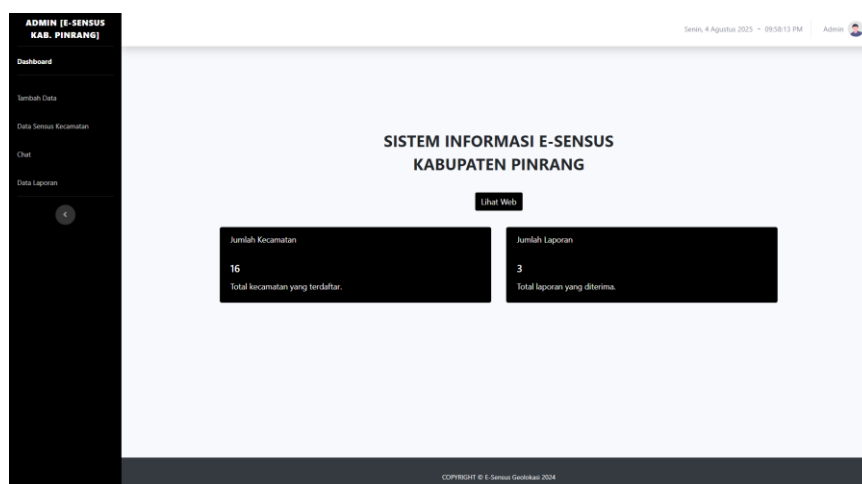 ADMIN [E-SENSUS
KAB. PINRANG]
Dashboard
Tambah Data
Data Sensus Kecamatan
Chat
Data Laporan
Senin, 4 Agustus 2025 - 09:58:13 PM
Admin
SISTEM INFORMASI E-SENSUS
KABUPATEN PINRANG
Lihat Web
Jumlah Kecamatan
16
Total kecamatan yang terdaftar.
Jumlah Laporan
3
Total laporan yang diterima.
COPYRIGHT © E-Sensus Geotokasi 2024